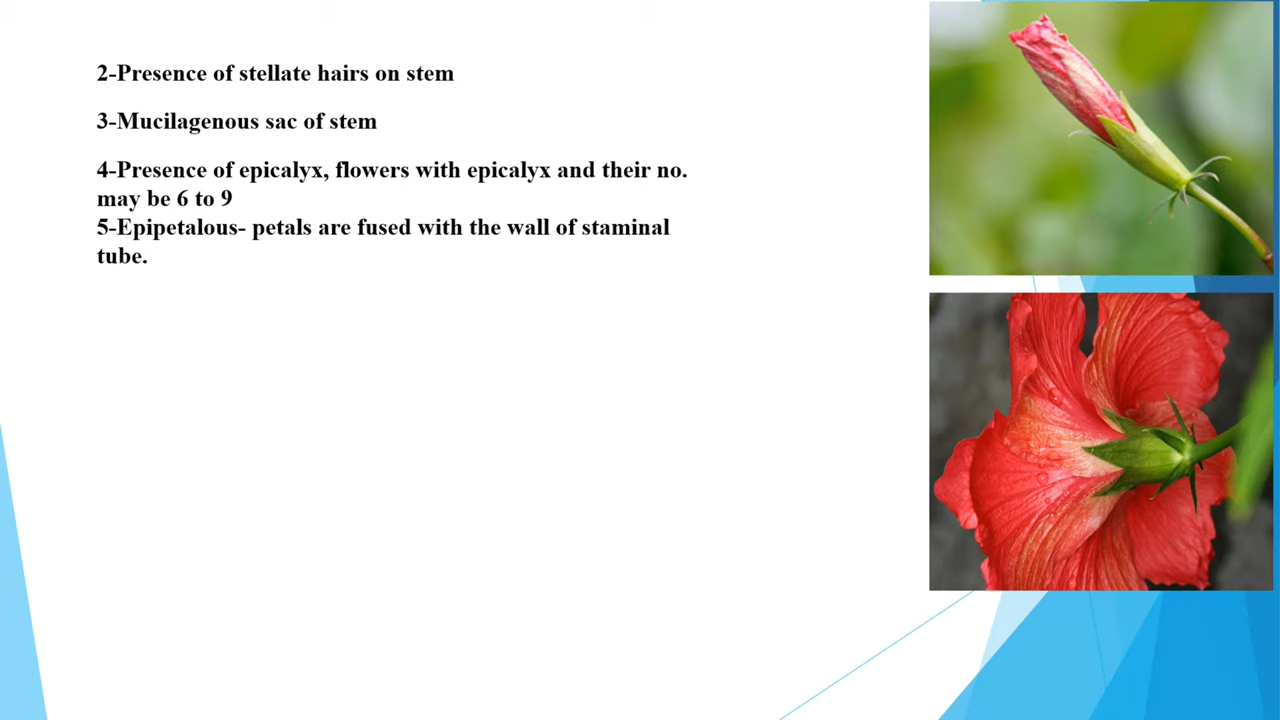 2-Presence of stellate hairs on stem
3-Mucilagenous sac of stem
4-Presence of epicalyx, flowers with epicalyx and their no.
may be 6 to 9
5-Epipetalous- petals are fused with the wall of staminal
tube.